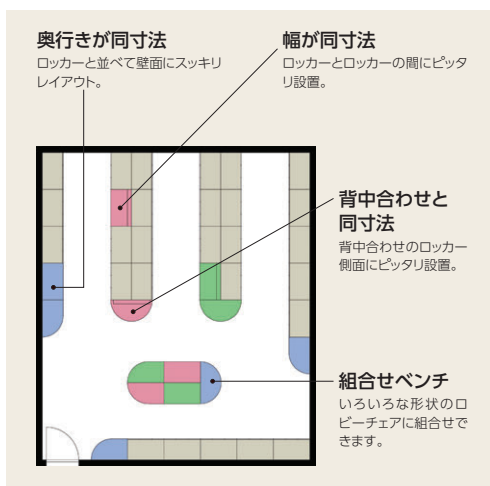 奥行きが同寸法
ロッカーと並べて壁面にスッキリ
レイアウト。
幅が同寸法
ロッカーとロッカーの間にピッタ
リ設置。
背中合わせと
同寸法
背中合わせのロッカー
側面にピッタリ設置。
組合せベンチ
いろいろな形状のロ
ビーチェアに組合せで
きます。